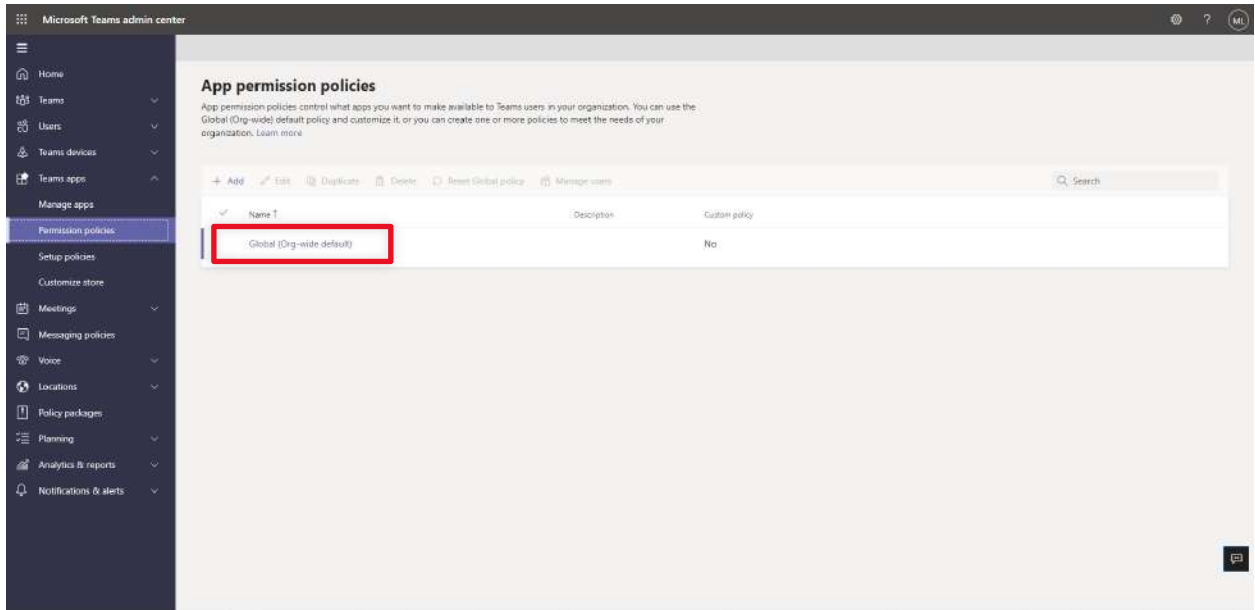 Microsoft Teams admin center
?
ML
Home
Teams
Users
Teams devices
Teams apps
Manage apps
Permission policies
Setup policies
Customize store
Meetings
Messaging policies
Voice
Locations
Policy packages
Planning
Analytics & reports
Notifications & alerts
App permission policies
App permission policies control what apps you want to make available to Teams users in your organization. You can use the
Global (Org-wide) default policy and customize it, or you can create one or more policies to meet the needs of your
organization. Learn more
+ Add Edit Duplicate Delete Reset Global policy Manage users
Search
Name ↑ Description Custom policy
Global (Org-wide default) No